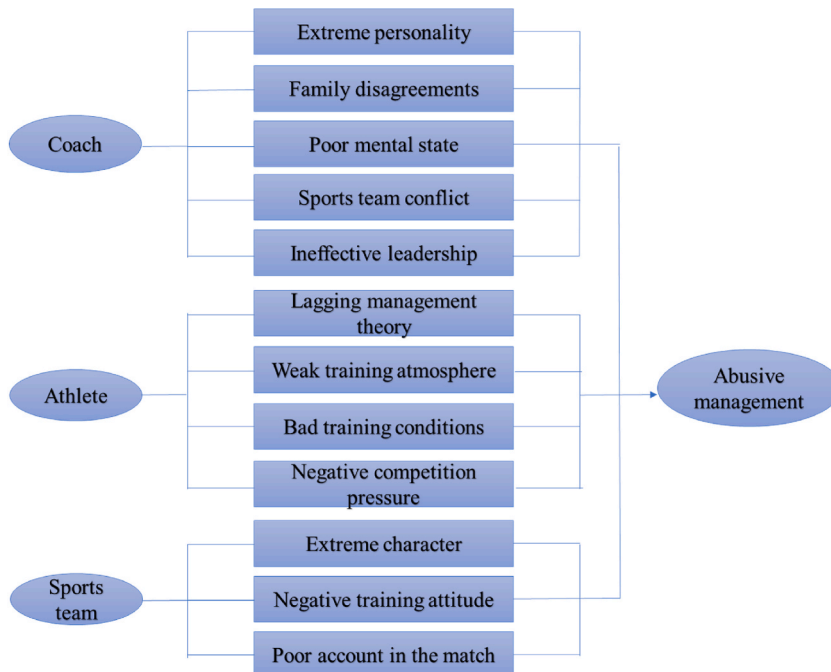 Extreme personality
Family disagreements
Coach
Poor mental state
Sports team conflict
Ineffective leadership
Lagging management
theory
Weak training atmosphere
Athlete
Bad training conditions
Negative competition
pressure
Abusive
management
Extreme character
Sports
team
Negative training attitude
Poor account in the match